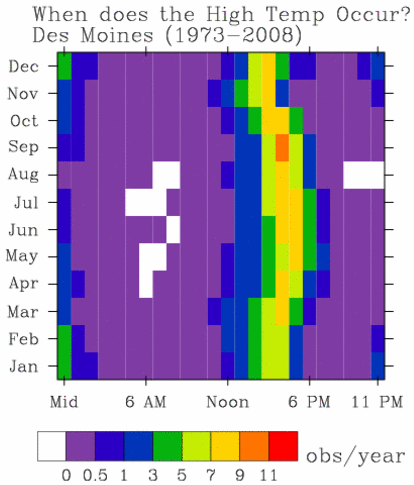 When does the High Temp Occur?
Des Moines (1973-2008)
Dec
Nov
Oct
Sep
Aug
Jul
Jun
May
Apr
Mar
Feb
Jan
Mid 6 AM Noon 6 PM 11 PM
0 0.5 1 3 5 7 9 11 obs/year